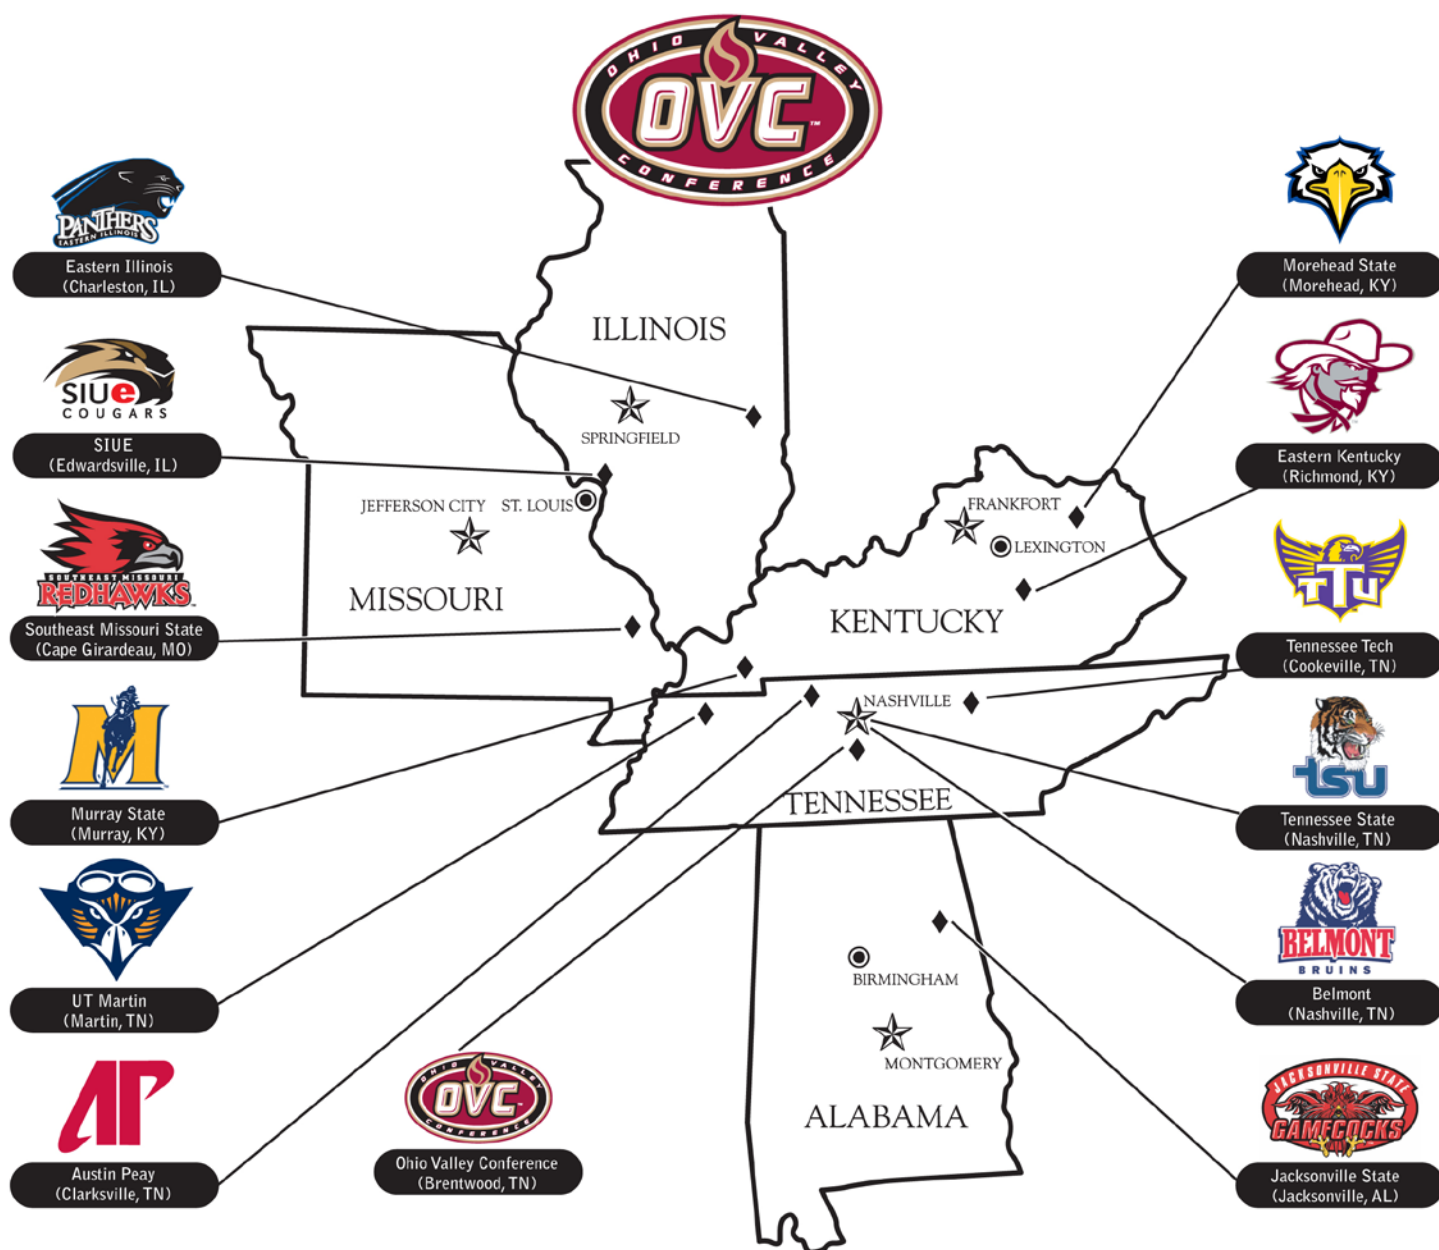 OHIO VALLEY
OVC™
CONFERENCE
PANTHERS
EASTERN ILLINOIS
Eastern Illinois
(Charleston, IL)
SIUe
COUGARS
SIUE
(Edwardsville, IL)
SOUTHEAST MISSOURI
REDHAWKS
Southeast Missouri State
(Cape Girardeau, MO)
M
Murray State
(Murray, KY)
UT Martin
(Martin, TN)
AP
Austin Peay
(Clarksville, TN)
OHIO VALLEY
OVC
CONFERENCE
Ohio Valley Conference
(Brentwood, TN)
ILLINOIS
SPRINGFIELD
JEFFERSON CITY
ST. LOUIS
MISSOURI
FRANKFORT
LEXINGTON
KENTUCKY
NASHVILLE
TENNESSEE
BIRMINGHAM
MONTGOMERY
ALABAMA
Morehead State
(Morehead, KY)
Eastern Kentucky
(Richmond, KY)
TTU
Tennessee Tech
(Cookeville, TN)
tsu
Tennessee State
(Nashville, TN)
BELMONT
BRUINS
Belmont
(Nashville, TN)
JACKSONVILLE STATE
GAMECOCKS
Jacksonville State
(Jacksonville, AL)